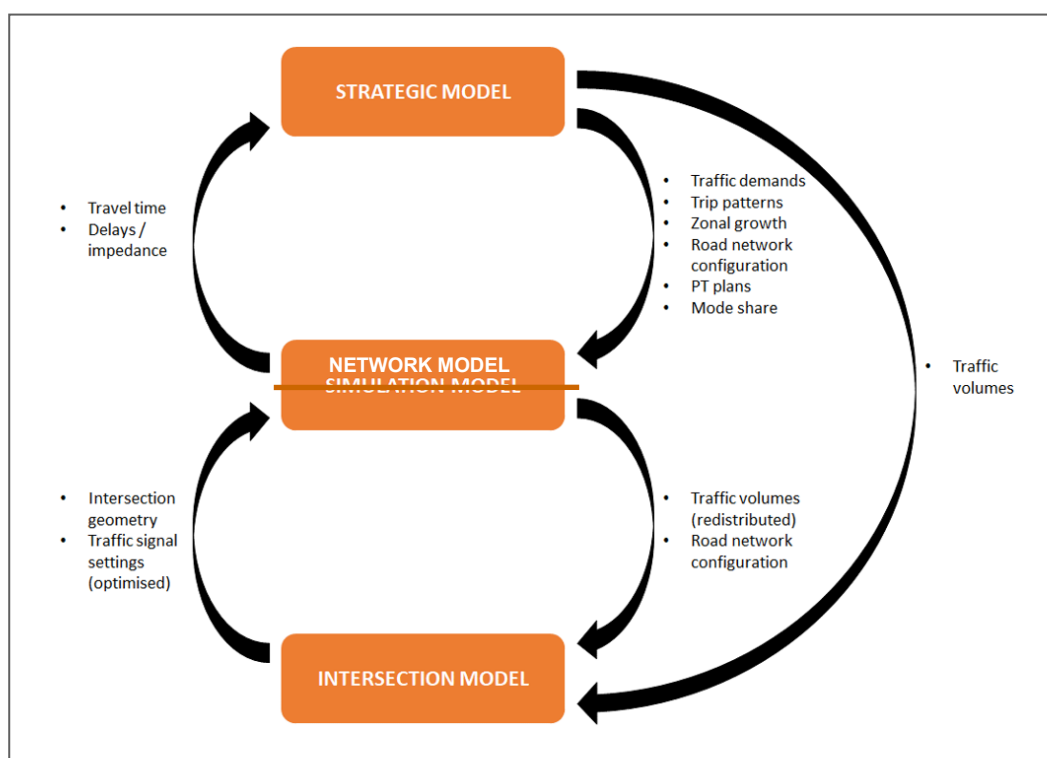 STRATEGIC MODEL
• Travel time
• Delays /
impedance
• Traffic demands
• Trip patterns
• Zonal growth
• Road network
configuration
• PT plans
• Mode share
NETWORK MODEL
SIMULATION MODEL
• Traffic
volumes
• Intersection
geometry
• Traffic signal
settings
(optimised)
• Traffic volumes
(redistributed)
• Road network
configuration
INTERSECTION MODEL